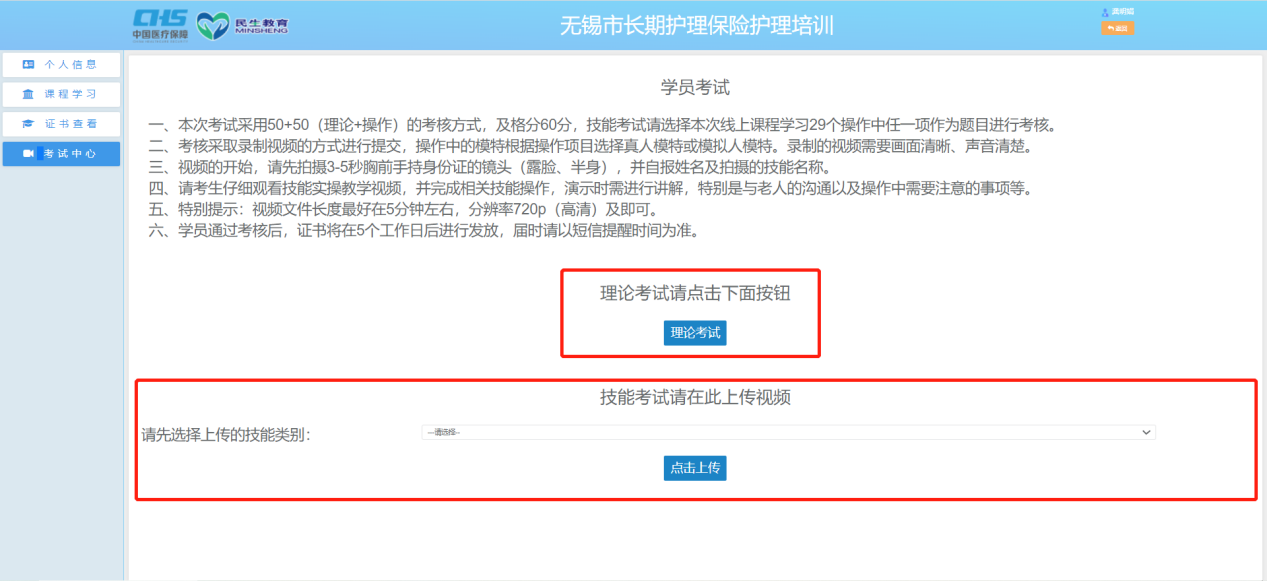 CHS
中国医疗保障
民生教育
MINSHENG
无锡市长期护理保险护理培训
返回
个人信息
课程学习
证书查看
考试中心
学员考试
一、本次考试采用50+50（理论+操作）的考核方式，及格分60分，技能考试请选择本次线上课程学习29个操作中任一项作为题目进行考核。
二、考核采取录制视频的方式进行提交，操作中的模特根据操作项目选择真人模特或模拟人模特。录制的视频需要画面清晰、声音清楚。
三、视频的开始，请先拍摄3-5秒胸前手持身份证的镜头（露脸、半身），并自报姓名及拍摄的技能名称。
四、请考生仔细观看技能实操教学视频，并完成相关技能操作，演示时需进行讲解，特别是与老人的沟通以及操作中需要注意的事项等。
五、特别提示：视频文件长度最好在5分钟左右，分辨率720p（高清）及即可。
六、学员通过考核后，证书将在5个工作日后进行发放，届时请以短信提醒时间为准。
理论考试请点击下面按钮
理论考试
技能考试请在此上传视频
请先选择上传的技能类别：
---请选择--
点击上传